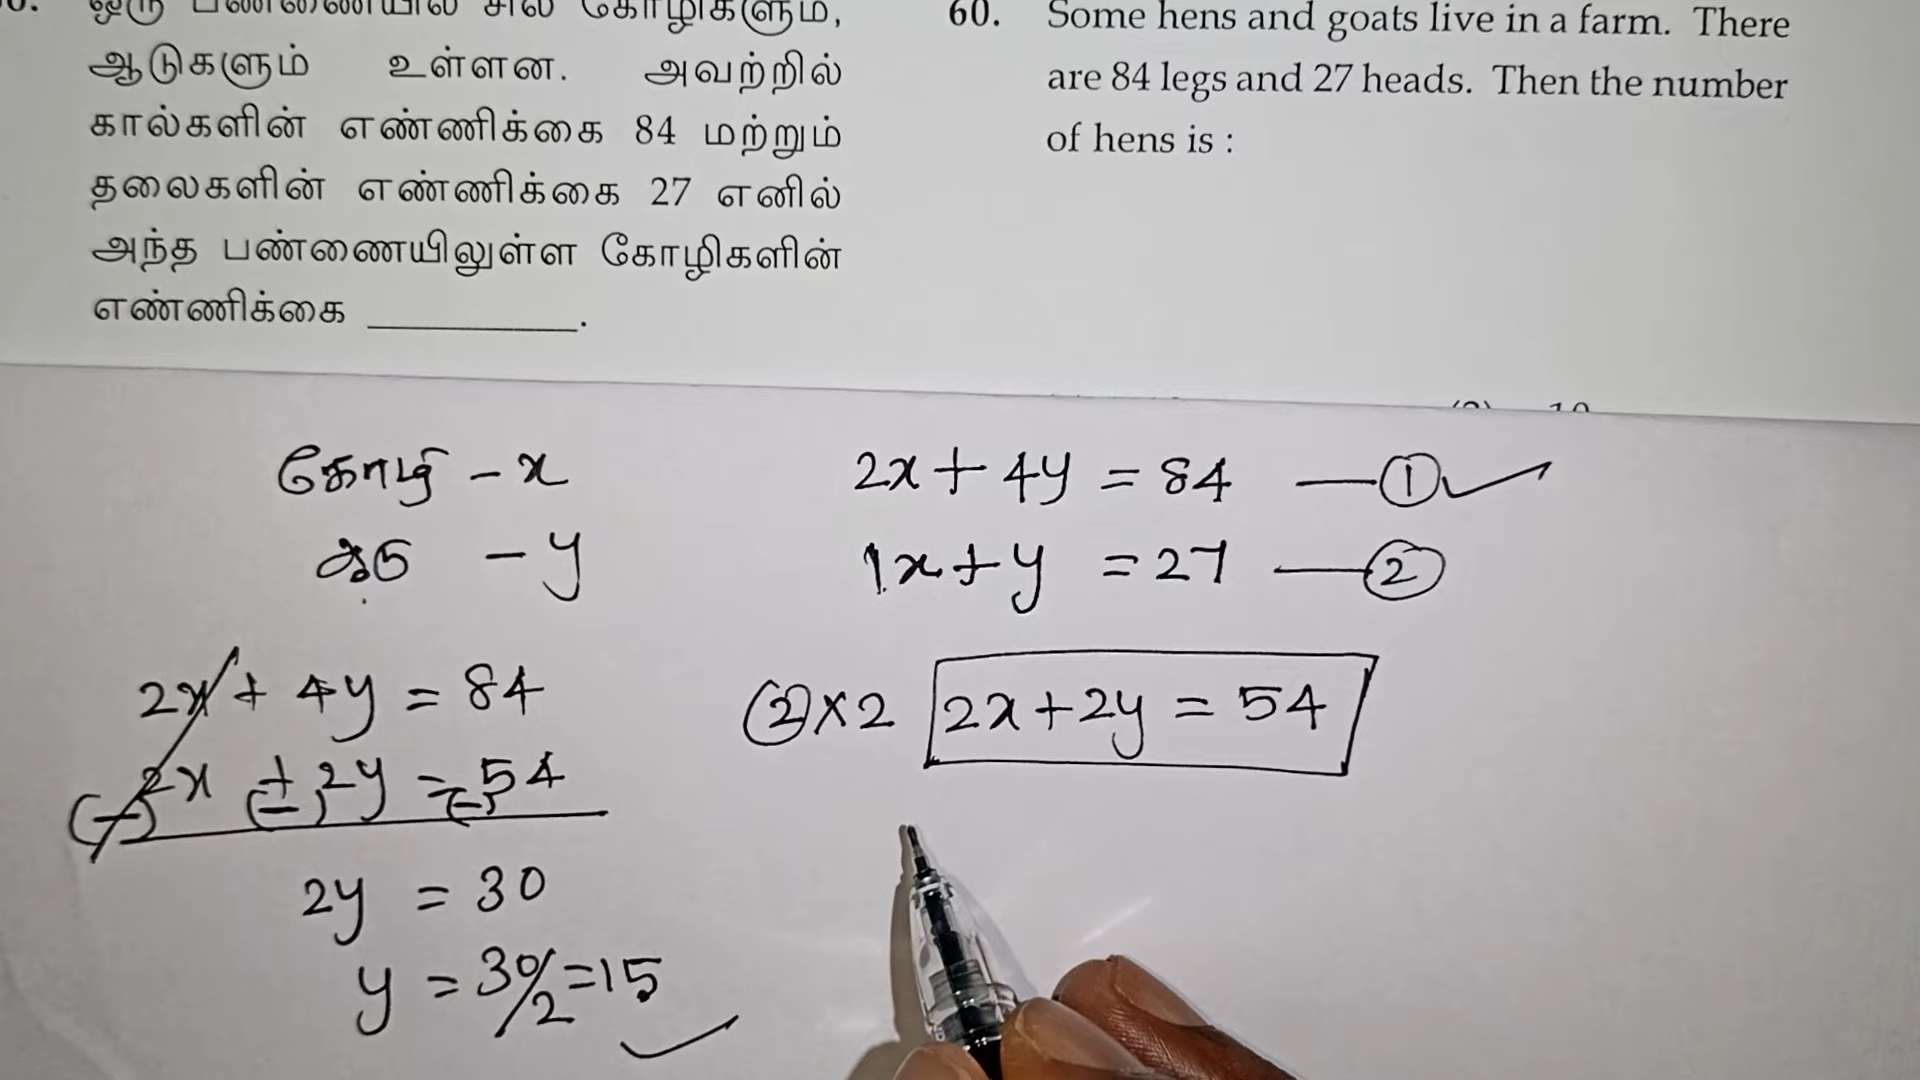 ஒரு பண்ணையில் சில கோழிகளும்,
ஆடுகளும் உள்ளன. அவற்றில்
கால்களின் எண்ணிக்கை 84 மற்றும்
தலைகளின் எண்ணிக்கை 27 எனில்
அந்த பண்ணையிலுள்ள கோழிகளின்
எண்ணிக்கை __________.
60. Some hens and goats live in a farm. There
are 84 legs and 27 heads. Then the number
of hens is :
கோழி - x
ஆடு - y
2x + 4y = 84 — ①
1x + y = 27 — ②
② × 2 2x + 2y = 54
2x + 4y = 84
(-) 2x (-)+ 2y = (-) 54
2y = 30
y = 30/2 = 15